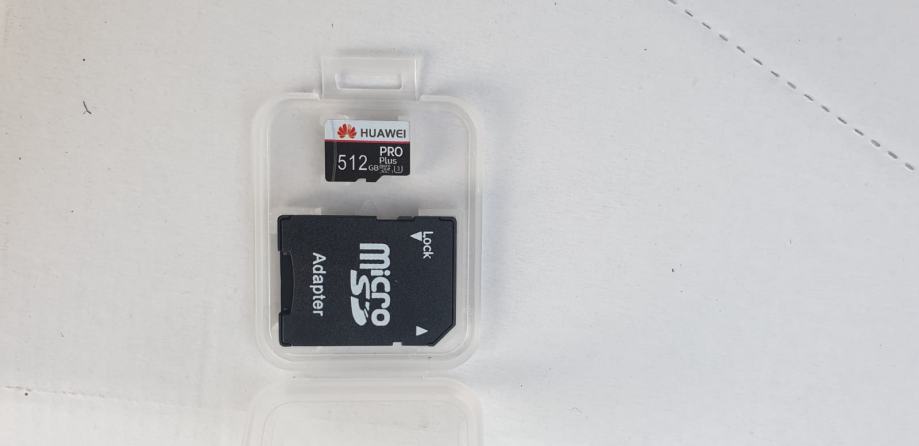 HUAWEI
PRO
Plus
512 GB
Lock
micro
SD
Adapter